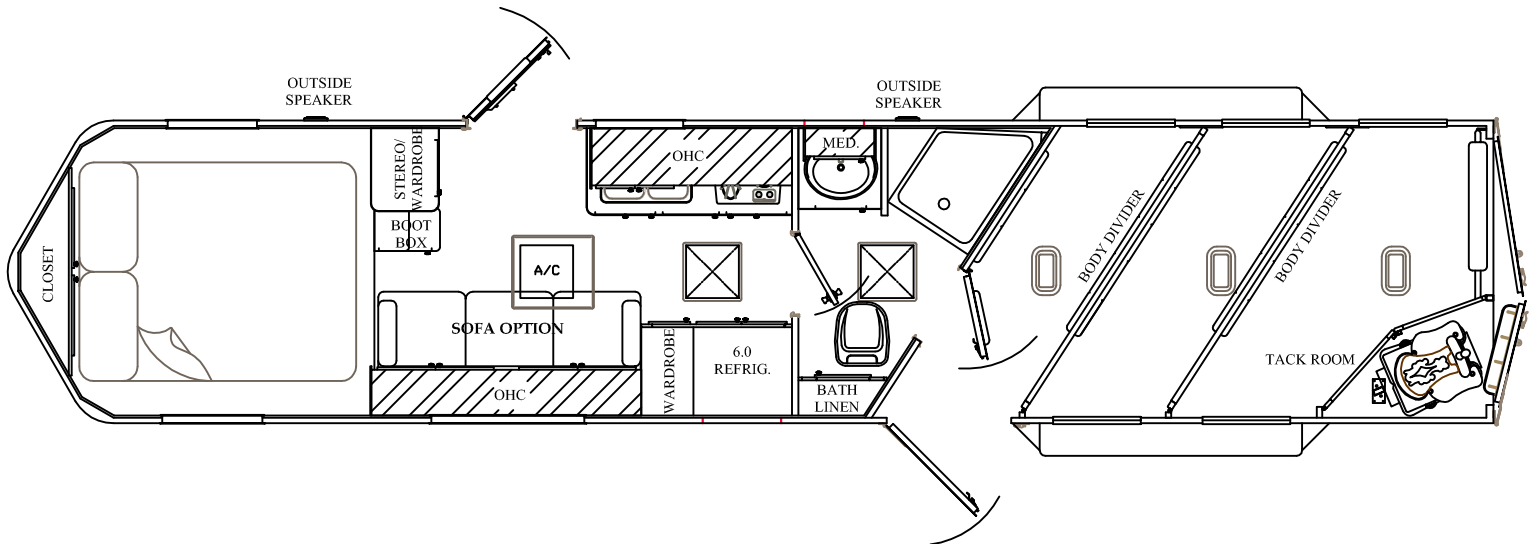 OUTSIDE
SPEAKER
OUTSIDE
SPEAKER
STEREO/
WARDROBE
OHC
MED.
BOOT
BOX
CLOSET
A/C
BODY DIVIDER
BODY DIVIDER
SOFA OPTION
WARDROBE
6.0
REFRIG.
TACK ROOM
OHC
BATH
LINEN